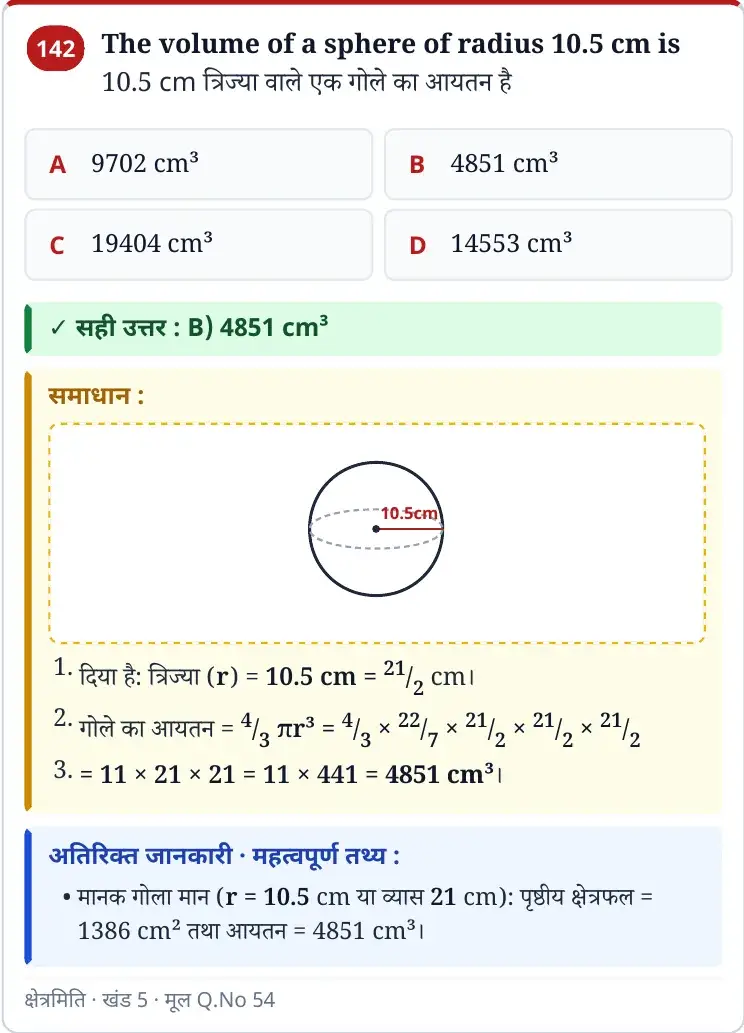 142 The volume of a sphere of radius 10.5 cm is
10.5 cm त्रिज्या वाले एक गोले का आयतन है
A 9702 cm³
B 4851 cm³
C 19404 cm³
D 14553 cm³
✓ सही उत्तर : B) 4851 cm³
समाधान :
10.5cm
1. दिया है: त्रिज्या (r) = 10.5 cm = ²¹/₂ cm।
2. गोले का आयतन = ⁴/₃ πr³ = ⁴/₃ × ²²/₇ × ²¹/₂ × ²¹/₂ × ²¹/₂
3. = 11 × 21 × 21 = 11 × 441 = 4851 cm³।
अतिरिक्त जानकारी · महत्वपूर्ण तथ्य :
• मानक गोला मान (r = 10.5 cm या व्यास 21 cm): पृष्ठीय क्षेत्रफल =
1386 cm² तथा आयतन = 4851 cm³।
क्षेत्रमिति · खंड 5 · मूल Q.No 54